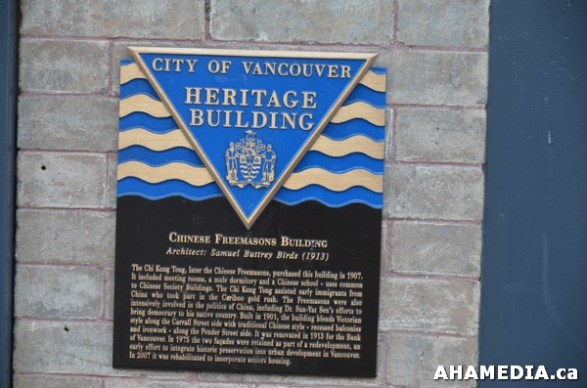 CITY OF VANCOUVER
HERITAGE
BUILDING
CHINESE FREEMASONS BUILDING
Architect: Samuel Buttrey Birds (1913)
The Chi Kung Tong, later the Chinese Freemasons, purchased this building in 1907.
It included meeting rooms, a male dormitory and a Chinese school - uses common
to Chinese Society Buildings. The Chi Kung Tong assisted early immigrants from
China who took part in the Cariboo gold rush. The Freemasons were also
intensively involved in the politics of China, including Dr. Sun-Yat Sen's efforts to
bring democracy to his native country. Built in 1901, the building blends Victorian
style along the Carrall Street side with traditional Chinese style - recessed balconies
and ironwork - along the Pender Street side. It was renovated in 1913 for the Bank
of Vancouver. In 1975 the two façades were retained as part of a redevelopment, an
early effort to integrate historic preservation into urban development in Vancouver.
In 2007 it was rehabilitated to incorporate seniors housing.
AHAMEDIA.ca